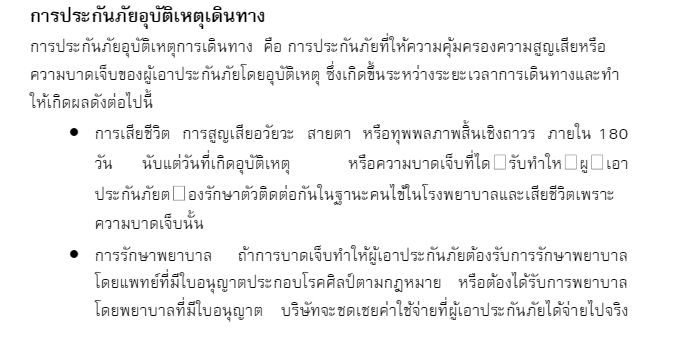 การประกันภัยอุบัติเหตุเดินทาง
การประกันภัยอุบัติเหตุการเดินทาง คือ การประกันภัยที่ให้ความคุ้มครองความสูญเสียหรือ
ความบาดเจ็บของผู้เอาประกันภัยโดยอุบัติเหตุ ซึ่งเกิดขึ้นระหว่างระยะเวลาการเดินทางและทำ
ให้เกิดผลดังต่อไปนี้
● การเสียชีวิต การสูญเสียอวัยวะ สายตา หรือทุพพลภาพสิ้นเชิงถาวร ภายใน 180
วัน นับแต่วันที่เกิดอุบัติเหตุ หรือความบาดเจ็บที่ได□รับทำให□ผู□เอา
ประกันภัยต□องรักษาตัวติดต่อกันในฐานะคนไข้ในโรงพยาบาลและเสียชีวิตเพราะ
ความบาดเจ็บนั้น
● การรักษาพยาบาล ถ้าการบาดเจ็บทำให้ผู้เอาประกันภัยต้องรับการรักษาพยาบาล
โดยแพทย์ที่มีใบอนุญาตประกอบโรคศิลป์ตามกฎหมาย หรือต้องได้รับการพยาบาล
โดยพยาบาลที่มีใบอนุญาต บริษัทจะชดเชยค่าใช้จ่ายที่ผู้เอาประกันภัยได้จ่ายไปจริง